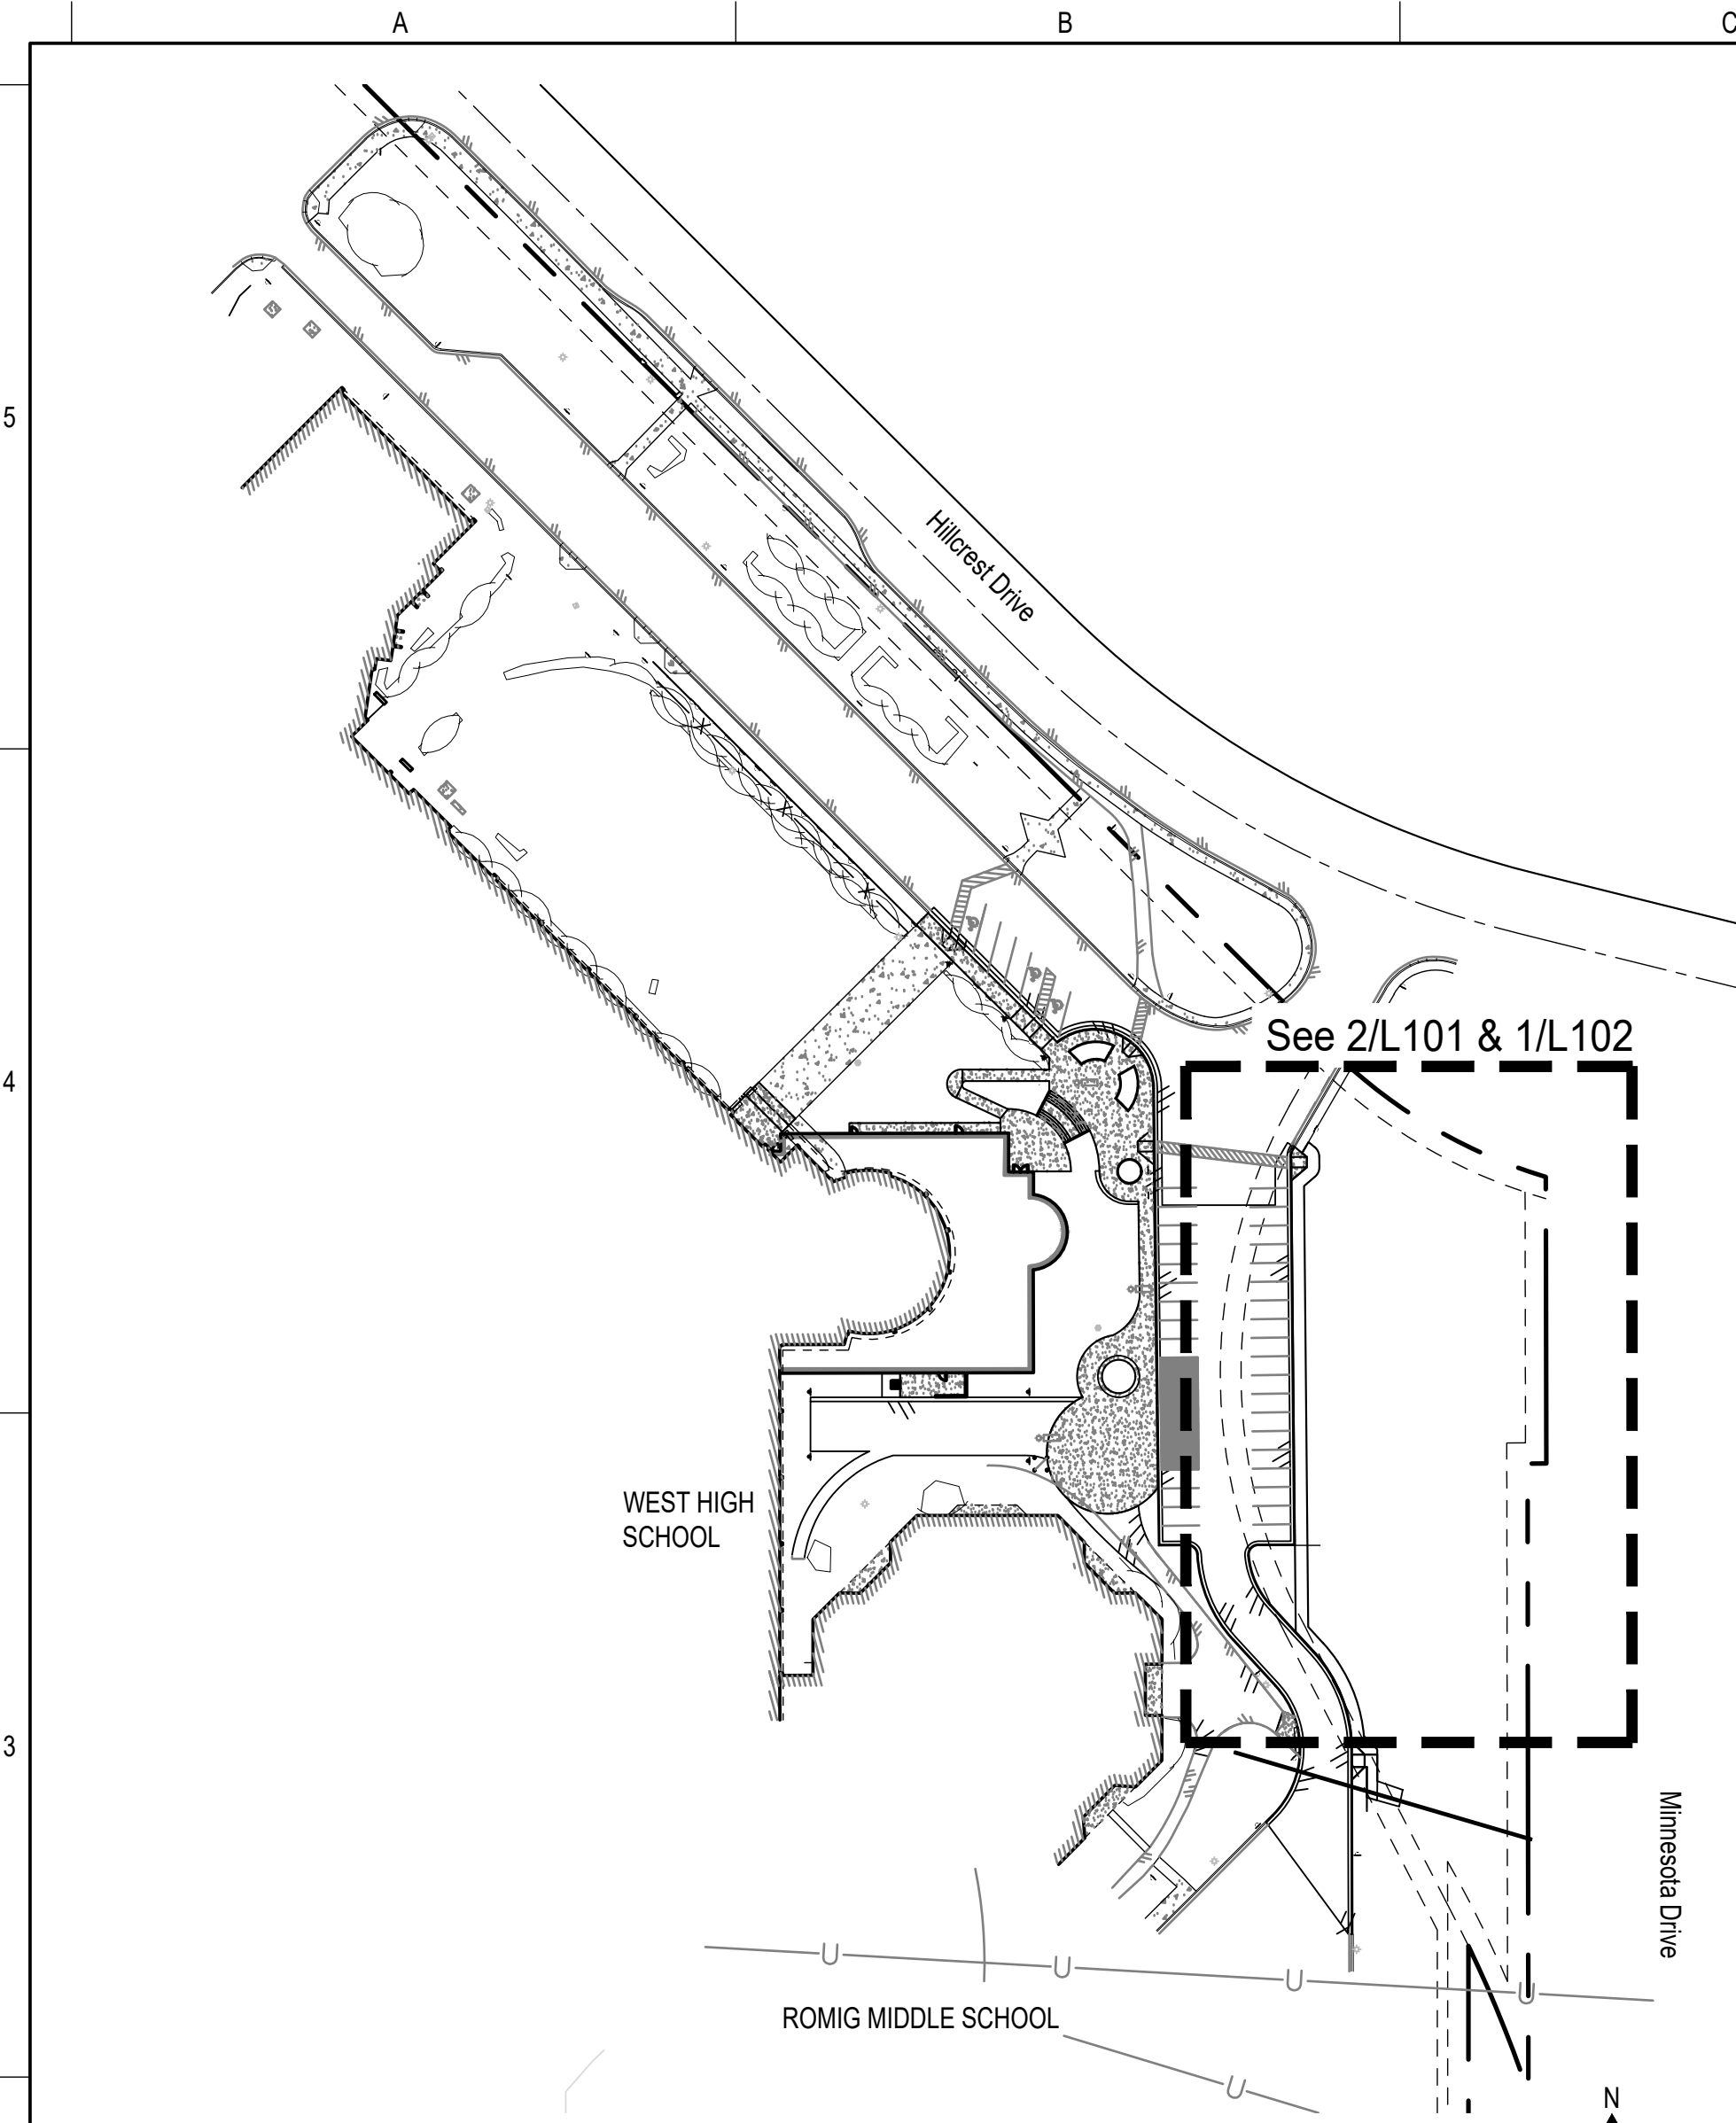 A
B
C
5
Hillcrest Drive
See 2/L101 & 1/L102
4
WEST HIGH
SCHOOL
3
Minnesota Drive
U
U
U
U
ROMIG MIDDLE SCHOOL
U
N